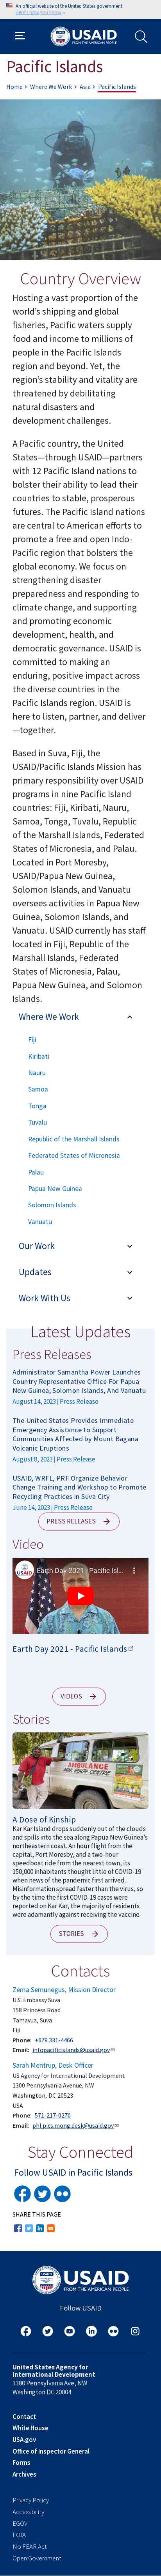 An official website of the United States government
Here's how you know
USAID
FROM THE AMERICAN PEOPLE
Pacific Islands
Home › Where We Work › Asia › Pacific Islands
Country Overview
Hosting a vast proportion of the
world's shipping and global
fisheries, Pacific waters supply
food and income to millions of
people in the Pacific Islands
region and beyond. Yet, the
region's stability and vitality are
threatened by debilitating
natural disasters and
development challenges.
A Pacific country, the United
States—through USAID—partners
with 12 Pacific Island nations to
bolster their capacity to be
architects of their own bright
futures. The Pacific Island nations
are core to American efforts to
promote a free and open Indo-
Pacific region that benefits the
global economy. We focus on
strengthening disaster
preparedness and responding to
climate change, and supporting
and promoting economic
development, health, and
democratic governance. USAID is
invested in the success of the
Pacific Islands region. USAID is
here to listen, partner, and deliver
—together.
Based in Suva, Fiji, the
USAID/Pacific Islands Mission has
primary responsibility over USAID
programs in nine Pacific Island
countries: Fiji, Kiribati, Nauru,
Samoa, Tonga, Tuvalu, Republic
of the Marshall Islands, Federated
States of Micronesia, and Palau.
Located in Port Moresby,
USAID/Papua New Guinea,
Solomon Islands, and Vanuatu
oversees activities in Papua New
Guinea, Solomon Islands, and
Vanuatu. USAID currently has staff
located in Fiji, Republic of the
Marshall Islands, Federated
States of Micronesia, Palau,
Papua New Guinea, and Solomon
Islands.
Where We Work
Fiji
Kiribati
Nauru
Samoa
Tonga
Tuvalu
Republic of the Marshall Islands
Federated States of Micronesia
Palau
Papua New Guinea
Solomon Islands
Vanuatu
Our Work
Updates
Work With Us
Latest Updates
Press Releases
Administrator Samantha Power Launches
Country Representative Office For Papua
New Guinea, Solomon Islands, And Vanuatu
August 14, 2023 | Press Release
The United States Provides Immediate
Emergency Assistance to Support
Communities Affected by Mount Bagana
Volcanic Eruptions
August 8, 2023 | Press Release
USAID, WRFL, PRF Organize Behavior
Change Training and Workshop to Promote
Recycling Practices in Suva City
June 14, 2023 | Press Release
PRESS RELEASES →
Video
Earth Day 2021 - Pacific Isl...
Earth Day 2021 - Pacific Islands
VIDEOS →
Stories
AMBULANCE
A Dose of Kinship
Kar Kar Island drops suddenly out of the clouds
and spills into the sea along Papua New Guinea's
northeastern coast. An hour flight from the
capital, Port Moresby, and a one-hour
speedboat ride from the nearest town, its
150,000 inhabitants weren't thinking of COVID-19
when news of the pandemic first arrived.
Misinformation spread faster than the virus, so
by the time the first COVID-19 cases were
reported on Kar Kar, the majority of residents
were adamantly against receiving the vaccine.
STORIES →
Contacts
Zema Semunegus, Mission Director
U.S. Embassy Suva
158 Princess Road
Tamavua, Suva
Fiji
Phone: +679 331-4466
Email: infopacificislands@usaid.gov
Sarah Mentrup, Desk Officer
US Agency for International Development
1300 Pennsylvania Avenue, NW
Washington, DC 20523
USA
Phone: 571-217-0270
Email: phl.pics.mong.desk@usaid.gov
Stay Connected
Follow USAID in Pacific Islands
SHARE THIS PAGE
USAID
FROM THE AMERICAN PEOPLE
Follow USAID
United States Agency for
International Development
1300 Pennsylvania Ave, NW
Washington DC 20004
Contact
White House
USA.gov
Office of Inspector General
Forms
Archives
Privacy Policy
Accessibility
EGOV
FOIA
No FEAR Act
Open Government